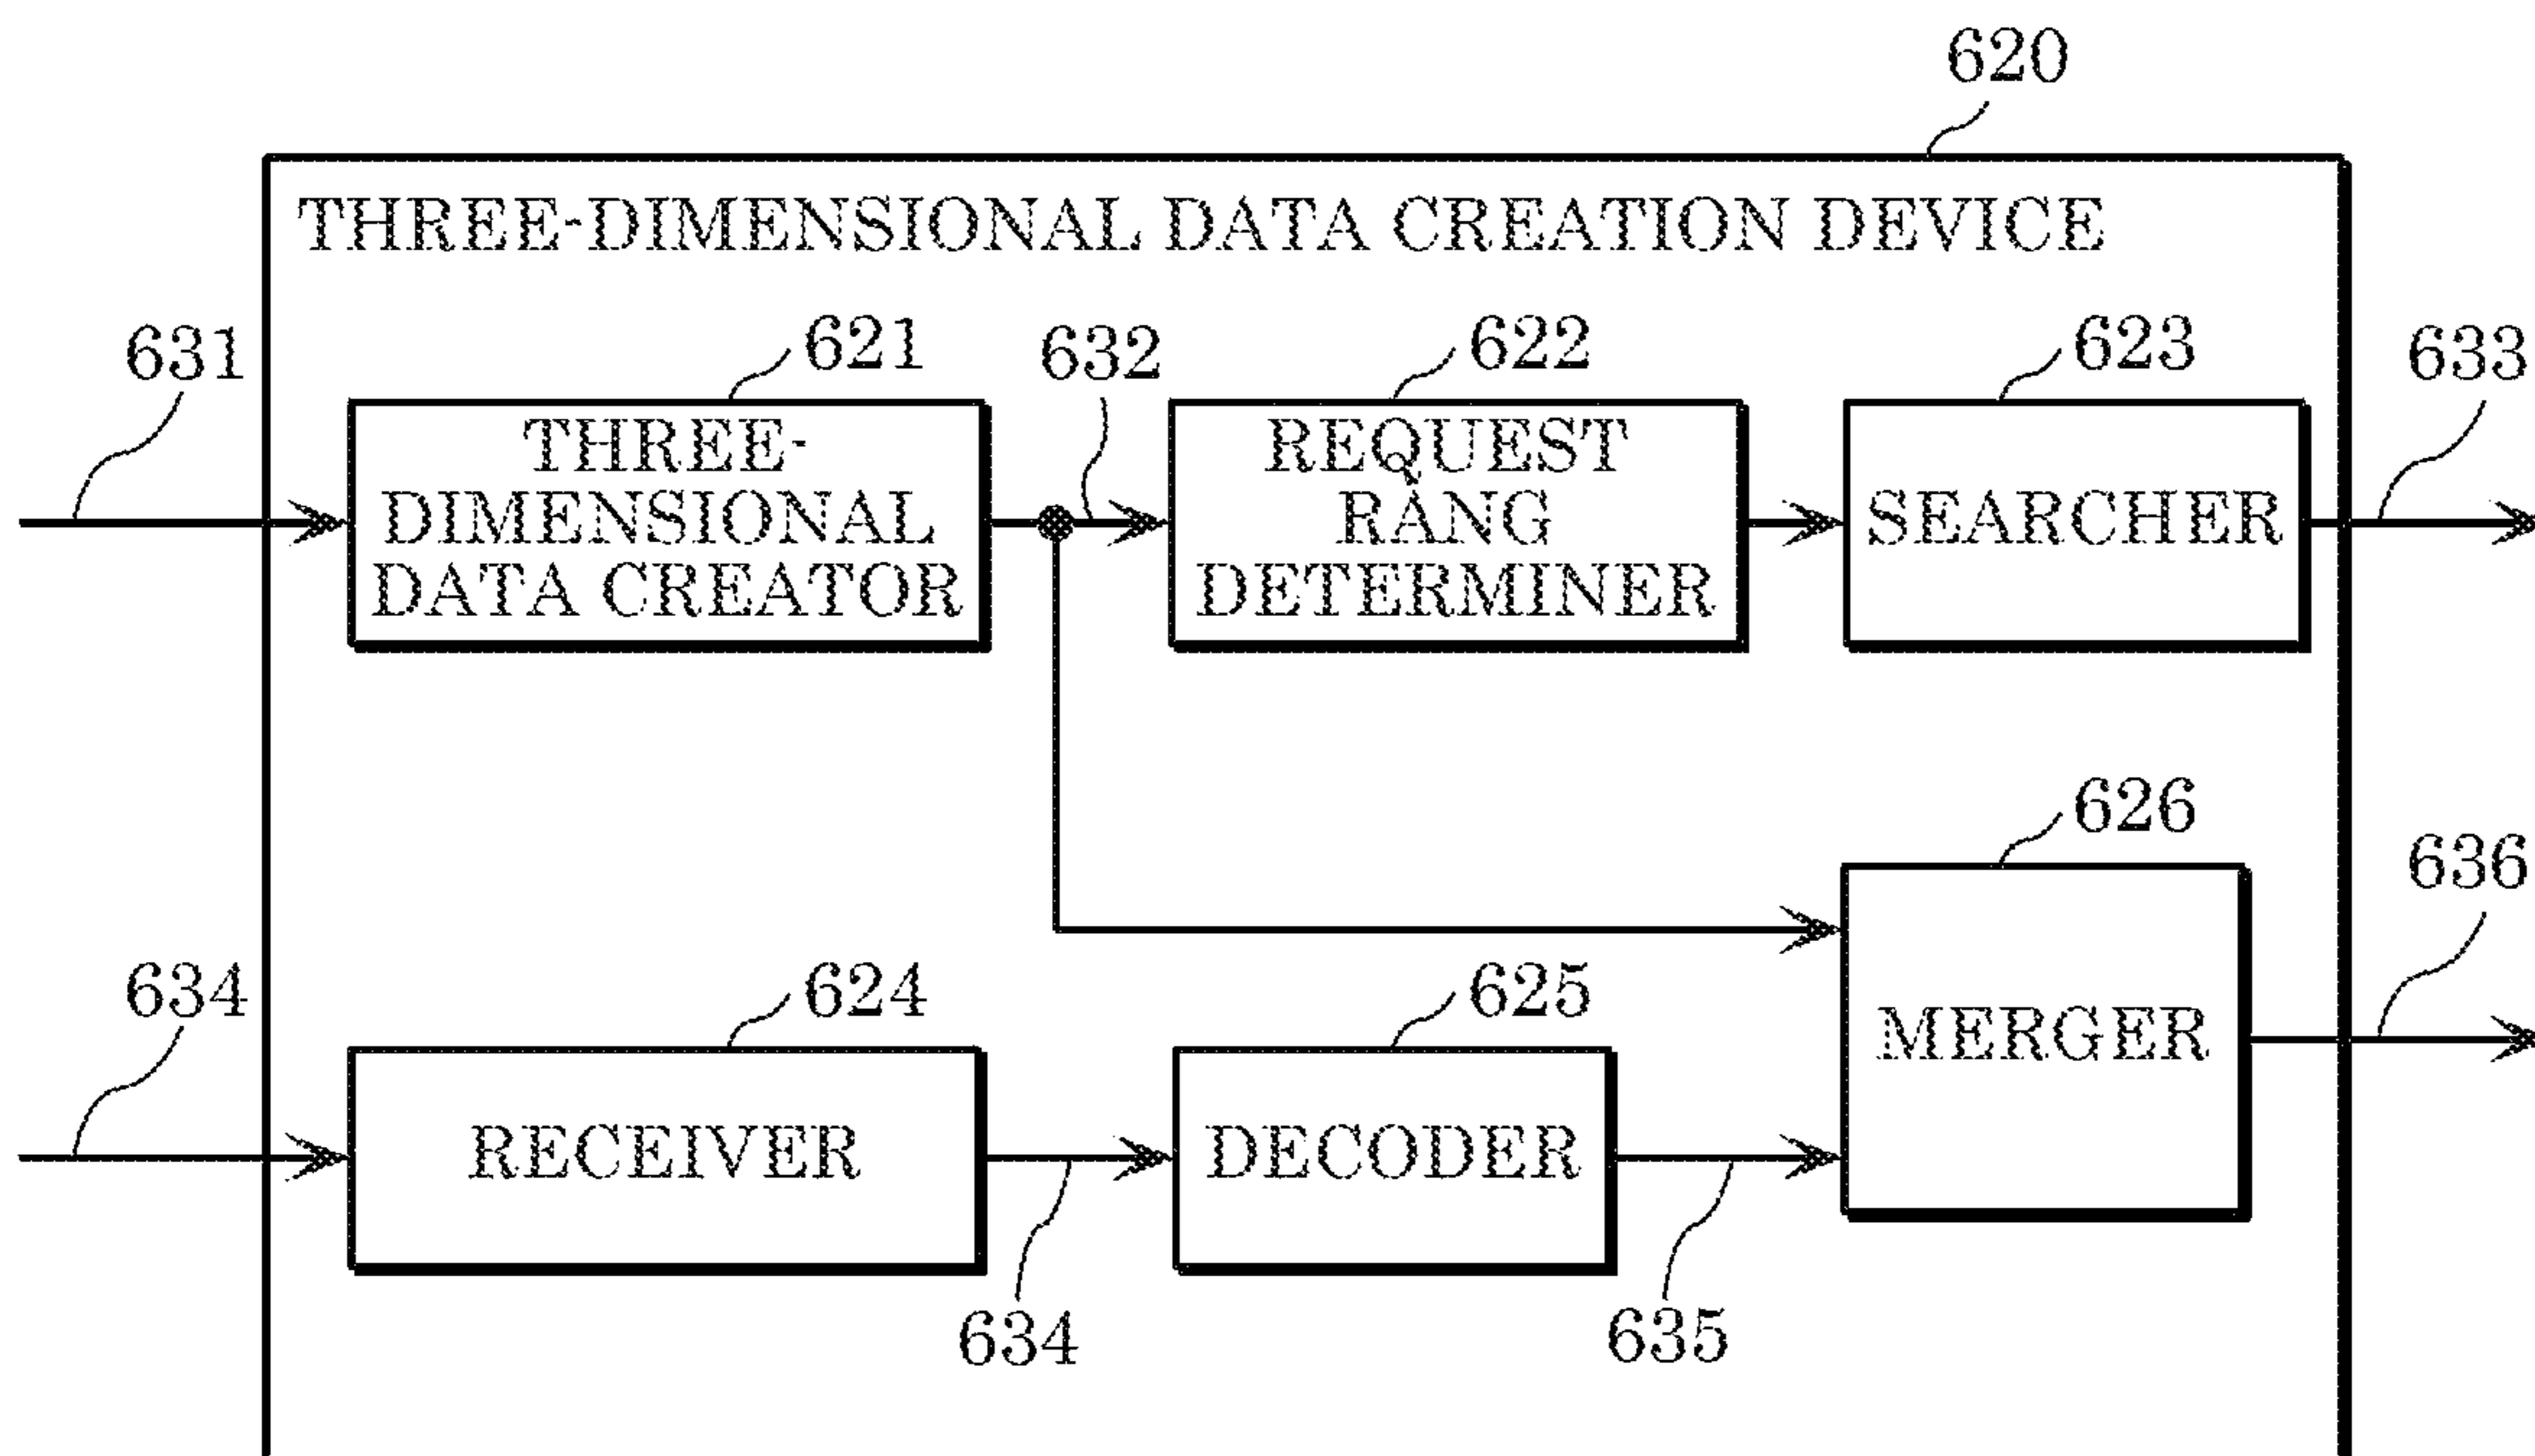 620
THREE-DIMENSIONAL DATA CREATION DEVICE
631
621
632
622
623
633
THREE-
DIMENSIONAL
DATA CREATOR
REQUEST
RANG
DETERMINER
SEARCHER
626
636
634
624
625
MERGER
RECEIVER
DECODER
634
635